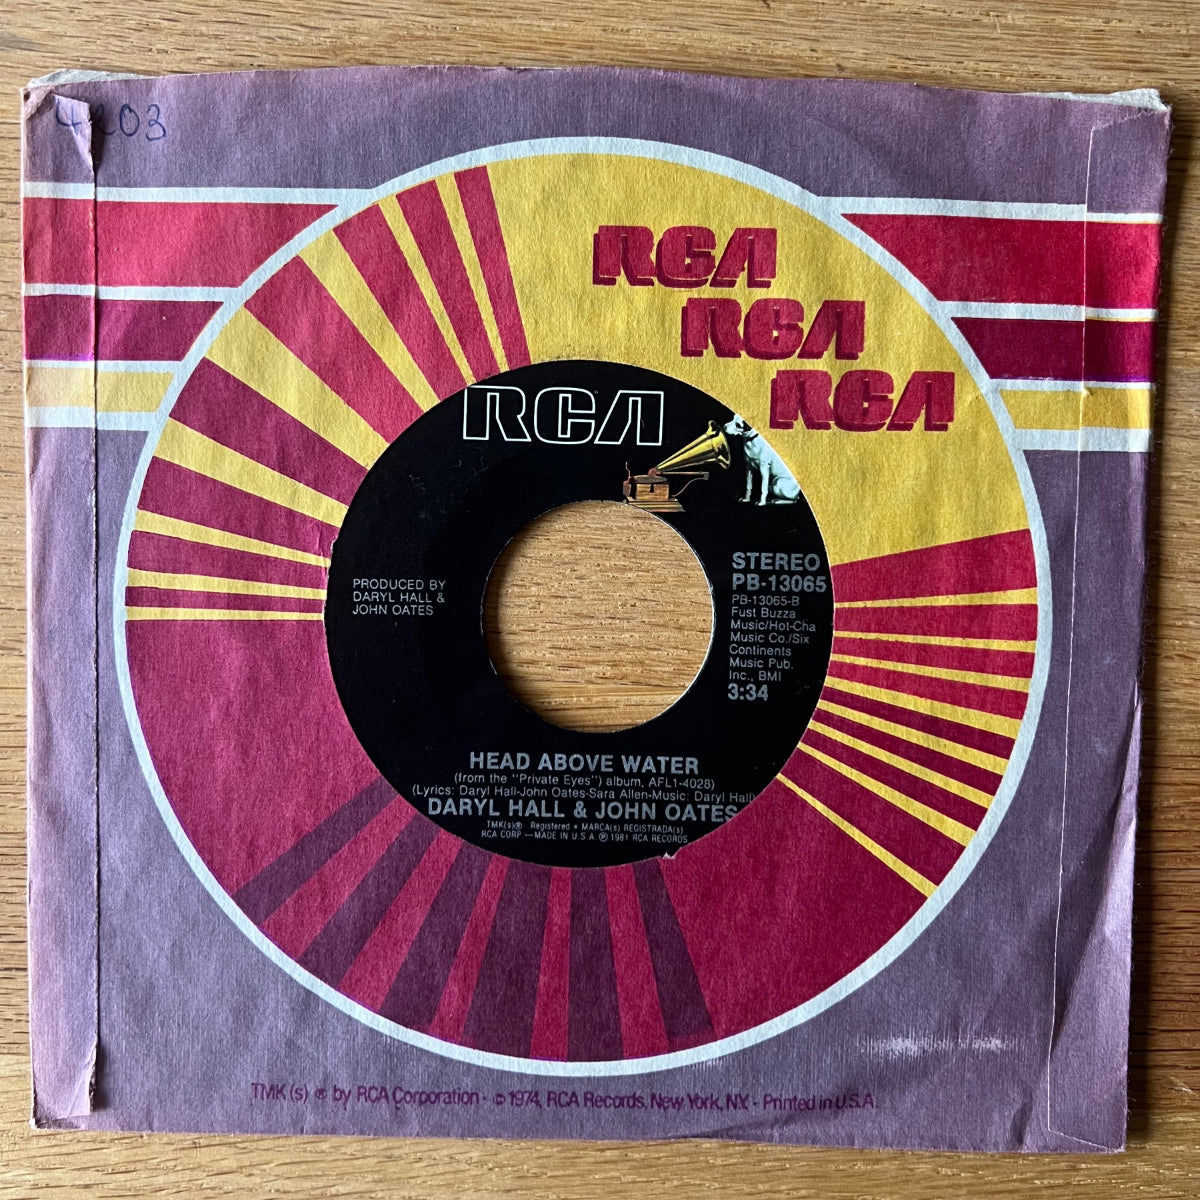 4203
RCA
RCA
RCA
RCA
STEREO
PB-13065
PB-13065-B
Fust Buzza
Music/Hot-Cha
Music Co./Six
Continents
Music Pub.
Inc., BMI
3:34
PRODUCED BY
DARYL HALL &
JOHN OATES
HEAD ABOVE WATER
(from the "Private Eyes") album, AFL1-4028)
(Lyrics: Daryl Hall-John Oates-Sara Allen-Music: Daryl Hall)
DARYL HALL & JOHN OATES
TMK(s)® Registered • MARCA(s) REGISTRADA(s)
RCA CORP.—MADE IN U.S.A. ℗ 1981 RCA RECORDS
TMK (s) ® by RCA Corporation · © 1974, RCA Records, New York, N.Y. · Printed in U.S.A.